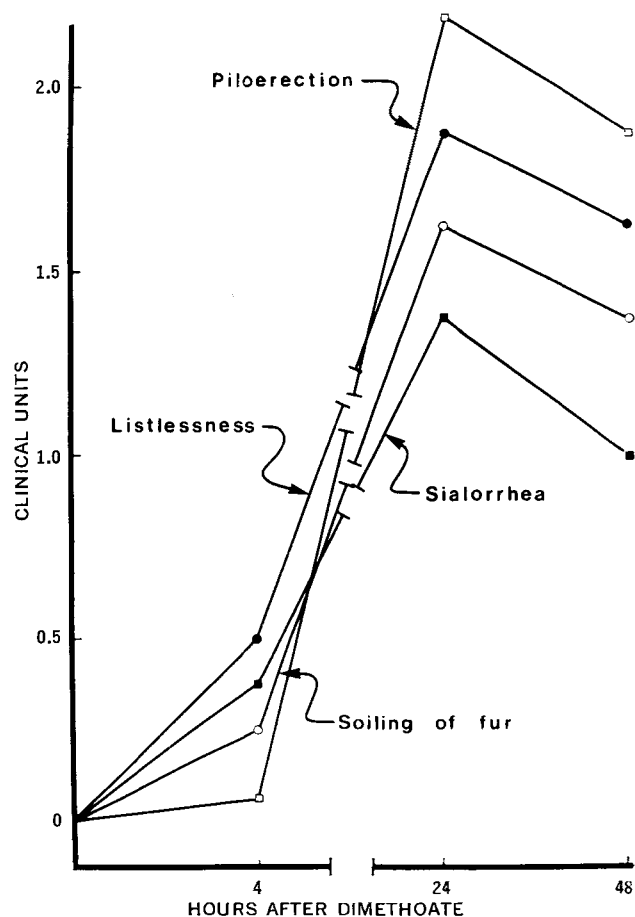 2.0
Piloerection
1.5
CLINICAL UNITS
Listlessness
1.0
Sialorrhea
0.5
Soiling of fur
0
4 24 48
HOURS AFTER DIMETHOATE